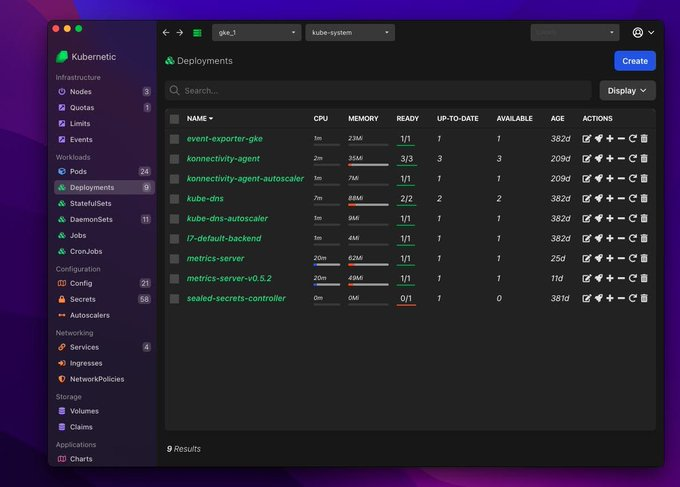 gke_1 kube-system
Kubernetic
Infrastructure
Nodes 3
Quotas 1
Limits
Events
Workloads
Pods 24
Deployments 9
StatefulSets
DaemonSets 11
Jobs
CronJobs
Configuration
Config 21
Secrets 58
Autoscalers
Networking
Services 4
Ingresses
NetworkPolicies
Storage
Volumes
Claims
Applications
Charts
Deployments Create
Search... Display
NAME CPU MEMORY READY UP-TO-DATE AVAILABLE AGE ACTIONS
event-exporter-gke 1m 23Mi 1/1 1 1 382d
konnectivity-agent 2m 35Mi 3/3 3 3 209d
konnectivity-agent-autoscaler 1m 7Mi 1/1 1 1 209d
kube-dns 7m 88Mi 2/2 2 2 382d
kube-dns-autoscaler 1m 9Mi 1/1 1 1 382d
l7-default-backend 1m 4Mi 1/1 1 1 382d
metrics-server 20m 62Mi 1/1 1 1 25d
metrics-server-v0.5.2 20m 49Mi 1/1 1 1 11d
sealed-secrets-controller 0m 0Mi 0/1 1 0 381d
9 Results